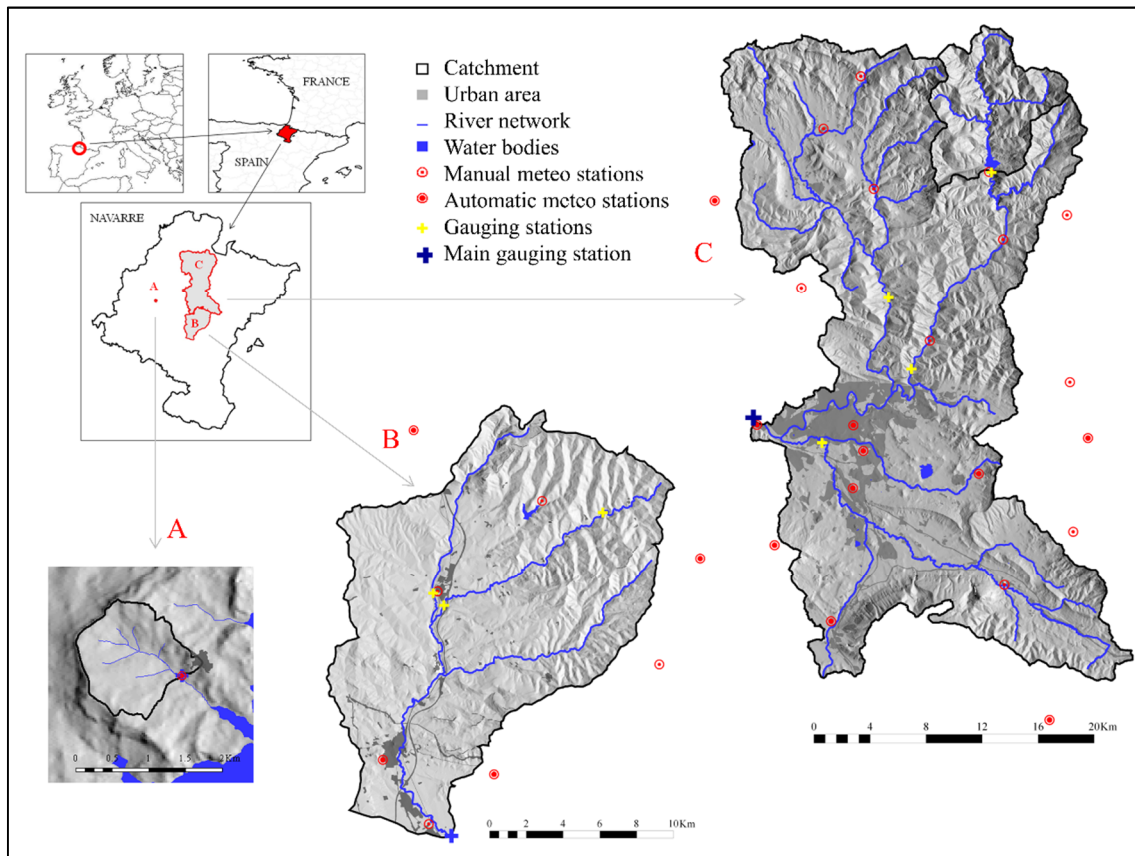 FRANCE
SPAIN
NAVARRE
C
A
B
Catchment
Urban area
River network
Water bodies
Manual meteo stations
Automatic meteo stations
Gauging stations
Main gauging station
C
B
A
0 0.5 1 1.5 2 Km
0 2 4 6 8 10Km
0 4 8 12 16 20Km